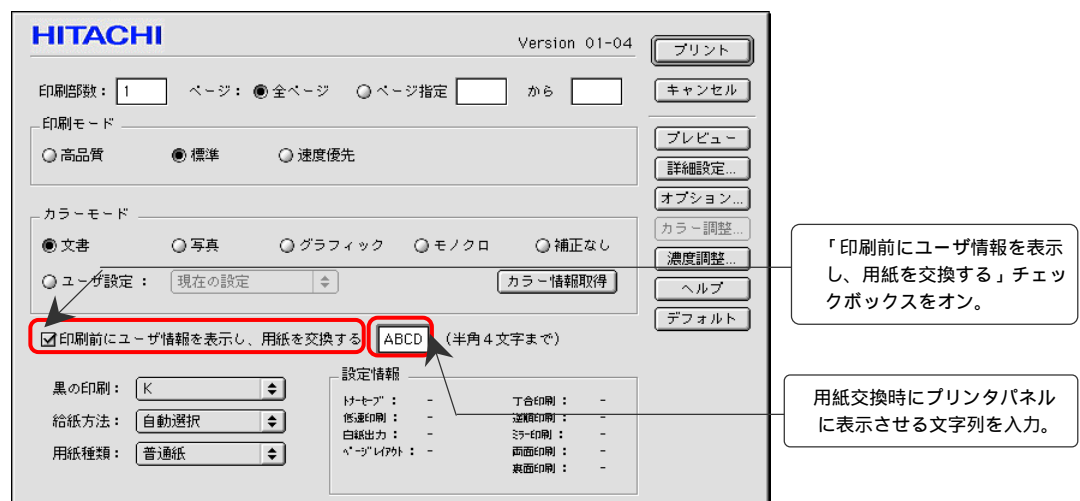 HITACHI
Version 01-04
プリント
印刷部数： 1 ページ： 全ページ ページ指定 から
キャンセル
印刷モード
高品質 標準 速度優先
プレビュー
詳細設定...
オプション...
カラー調整...
濃度調整...
ヘルプ
デフォルト
カラーモード
文書 写真 グラフィック モノクロ 補正なし
ユーザ設定： 現在の設定 カラー情報取得
印刷前にユーザ情報を表示し、用紙を交換する ABCD （半角４文字まで）
黒の印刷： K
給紙方法： 自動選択
用紙種類： 普通紙
設定情報
ﾄﾅｰｾｰﾌﾞ： - 丁合印刷： -
低速印刷： - 逆順印刷： -
白紙出力： - ﾐﾗｰ印刷： -
ﾍﾟｰｼﾞﾚｲｱｳﾄ： - 両面印刷： -
裏面印刷： -
「印刷前にユーザ情報を表示
し、用紙を交換する」チェッ
クボックスをオン。
用紙交換時にプリンタパネル
に表示させる文字列を入力。